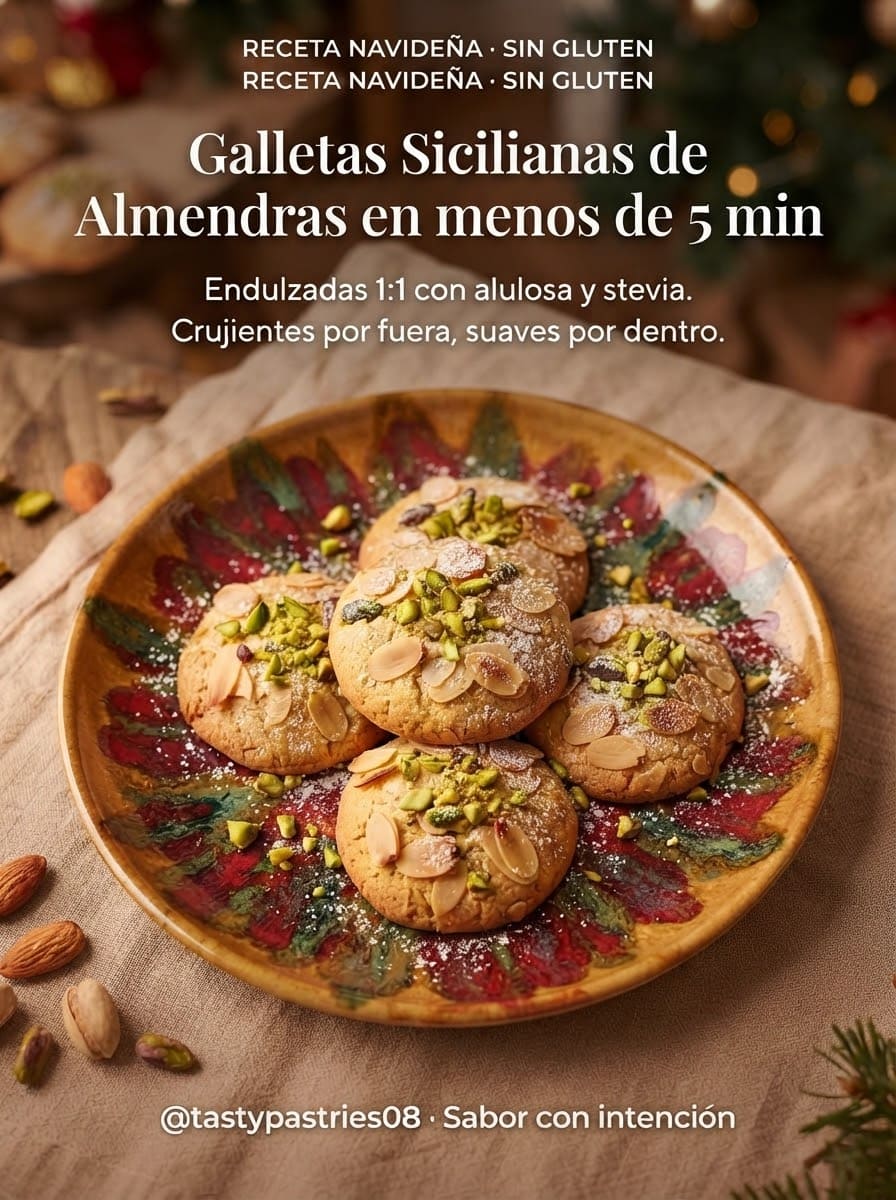 RECETA NAVIDEÑA · SIN GLUTEN
RECETA NAVIDEÑA · SIN GLUTEN
Galletas Sicilianas de
Almendras en menos de 5 min
Endulzadas 1:1 con alulosa y stevia.
Crujientes por fuera, suaves por dentro.
@tastypastries08 · Sabor con intención